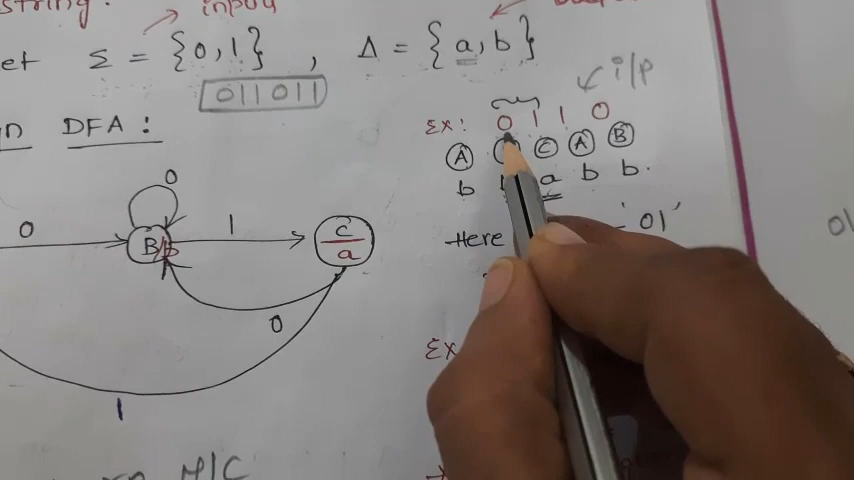 string. input
et Σ = {0,1} , Δ = {a,b}
011011
i/p
n DFA :
Ex: 0 1 1 0
A C A B
b a b b.
0
0 1 B/b C/a
Here '01'
0
Ex
1
M/C
01